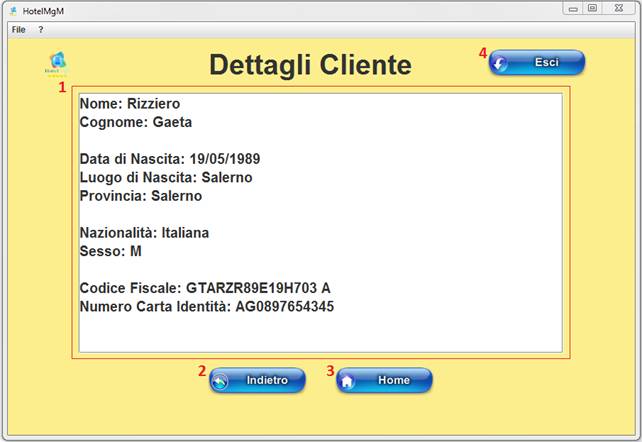 HotelMgM
File ?
Dettagli Cliente
4 Esci
Hotel
1
Nome: Rizziero
Cognome: Gaeta
Data di Nascita: 19/05/1989
Luogo di Nascita: Salerno
Provincia: Salerno
Nazionalità: Italiana
Sesso: M
Codice Fiscale: GTARZR89E19H703 A
Numero Carta Identità: AG0897654345
2 Indietro 3 Home